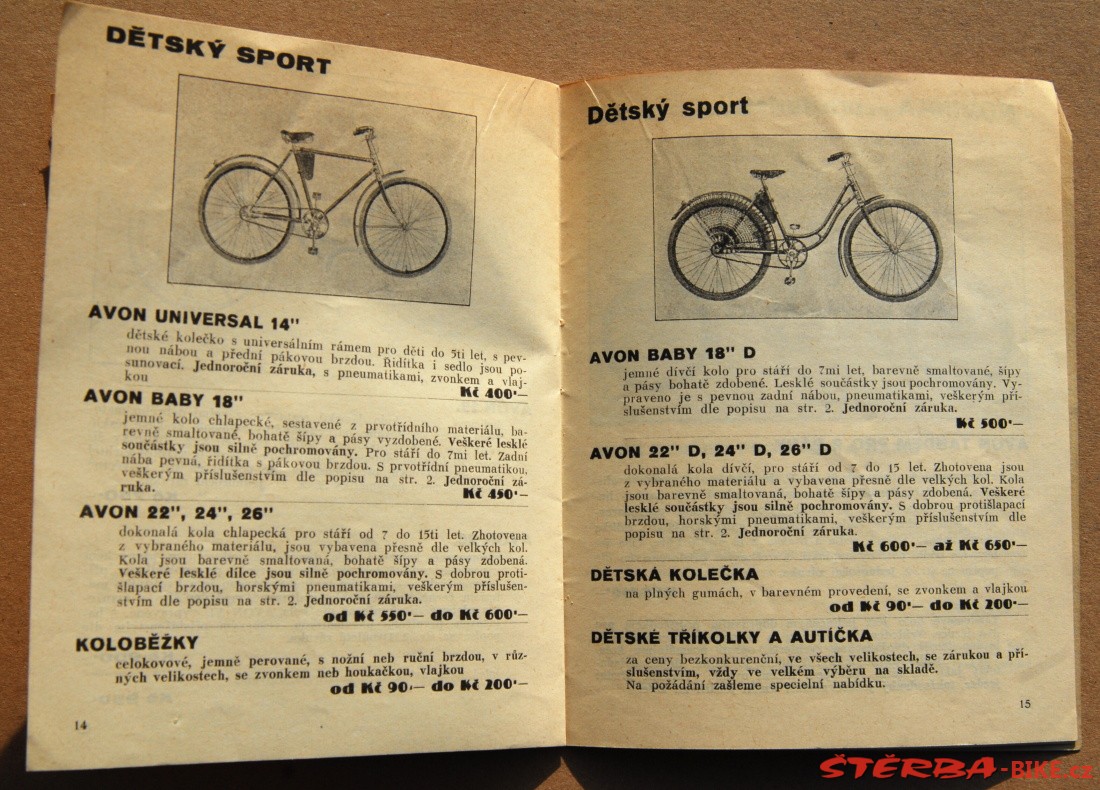 DĚTSKÝ SPORT
AVON UNIVERSAL 14"
dětské kolečko s universálním rámem pro děti do 5ti let, s pev-
nou nábou a přední pákovou brzdou. Řidítka i sedlo jsou po-
sunovací. Jednoroční záruka, s pneumatikami, zvonkem a vlaj-
kou
Kč 400·—
AVON BABY 18"
jemné kolo chlapecké, sestavené z prvotřídního materiálu, ba-
revně smaltované, bohatě šípy a pásy vyzdobené. Veškeré lesklé
součástky jsou silně pochromovány. Pro stáří do 7mi let. Zadní
nába pevná, řidítka s pákovou brzdou. S prvotřídní pneumatikou,
veškerým příslušenstvím dle popisu na str. 2. Jednoroční zá-
ruka.
Kč 450·—
AVON 22", 24", 26"
dokonalá kola chlapecká pro stáří od 7 do 15ti let. Zhotovena
z vybraného materiálu, jsou vybavena přesně dle velkých kol.
Kola jsou barevně smaltovaná, bohatě šípy a pásy zdobená.
Veškeré lesklé dílce jsou silně pochromovány. S dobrou proti-
šlapací brzdou, horskými pneumatikami, veškerým příslušen-
stvím dle popisu na str. 2. Jednoroční záruka.
od Kč 550·— do Kč 600·—
KOLOBĚŽKY
celokovové, jemně perované, s nožní neb ruční brzdou, v růz-
ných velikostech, se zvonkem neb houkačkou, vlajkou
od Kč 90·— do Kč 200·—
14
Dětský sport
AVON BABY 18" D
jemné dívčí kolo pro stáří do 7mi let, barevně smaltované, šípy
a pásy bohatě zdobené. Lesklé součástky jsou pochromovány. Vy-
praveno je s pevnou zadní nábou, pneumatikami, veškerým pří-
slušenstvím dle popisu na str. 2. Jednoroční záruka.
Kč 500·—
AVON 22" D, 24" D, 26" D
dokonalá kola dívčí, pro stáří od 7 do 15 let. Zhotovena jsou
z vybraného materiálu a vybavena přesně dle velkých kol. Kola
jsou barevně smaltovaná, bohatě šípy a pásy zdobená. Veškeré
lesklé součástky jsou silně pochromovány. S dobrou protišlapací
brzdou, horskými pneumatikami, veškerým příslušenstvím dle
popisu na str. 2. Jednoroční záruka.
Kč 600·— až Kč 650·—
DĚTSKÁ KOLEČKA
na plných gumách, v barevném provedení, se zvonkem a vlajkou
od Kč 90·— do Kč 200·—
DĚTSKÉ TŘÍKOLKY A AUTÍČKA
za ceny bezkonkurenční, ve všech velikostech, se zárukou a pří-
slušenstvím, vždy ve velkém výběru na skladě.
Na požádání zašleme specielní nabídku.
15
ŠTĚRBA-BIKE.cz